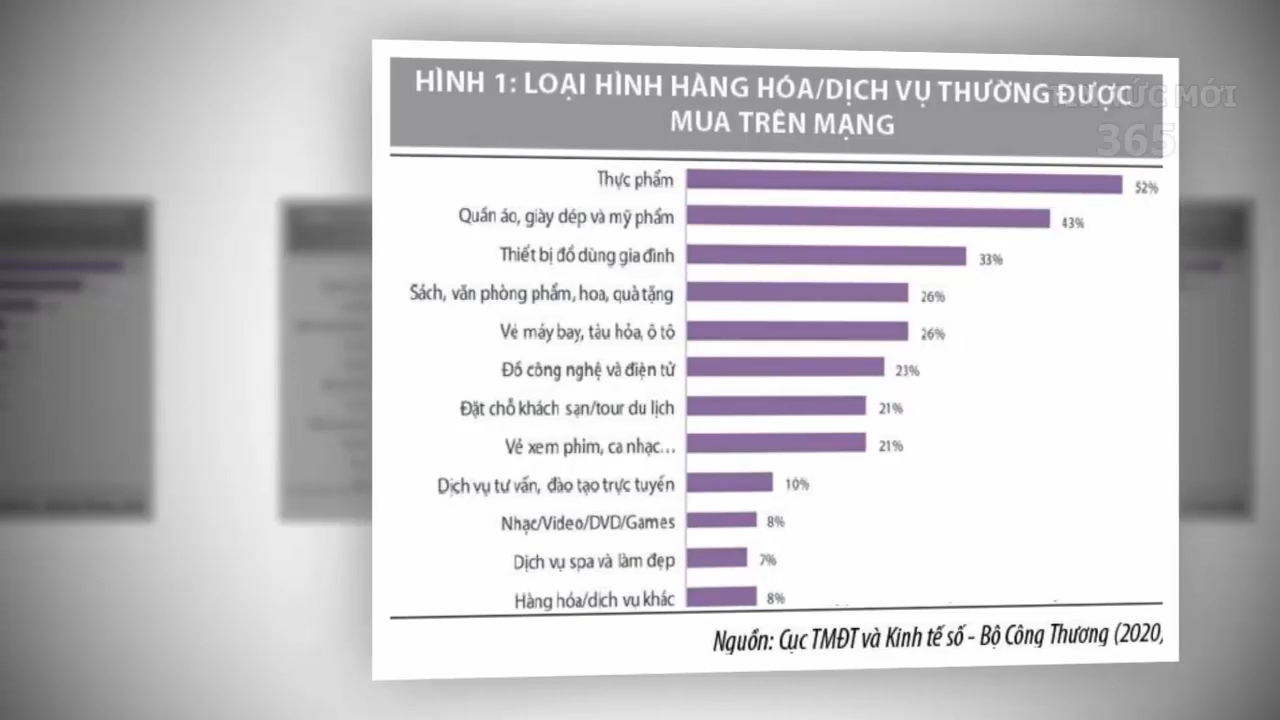 HÌNH 1: LOẠI HÌNH HÀNG HÓA/DỊCH VỤ THƯỜNG ĐƯỢC
MUA TRÊN MẠNG
TIN TỨC MỚI
365
Thực phẩm 52%
Quần áo, giày dép và mỹ phẩm 43%
Thiết bị đồ dùng gia đình 33%
Sách, văn phòng phẩm, hoa, quà tặng 26%
Vé máy bay, tàu hỏa, ô tô 26%
Đồ công nghệ và điện tử 23%
Đặt chỗ khách sạn/tour du lịch 21%
Vé xem phim, ca nhạc... 21%
Dịch vụ tư vấn, đào tạo trực tuyến 10%
Nhạc/Video/DVD/Games 8%
Dịch vụ spa và làm đẹp 7%
Hàng hóa/dịch vụ khác 8%
Nguồn: Cục TMĐT và Kinh tế số - Bộ Công Thương (2020)